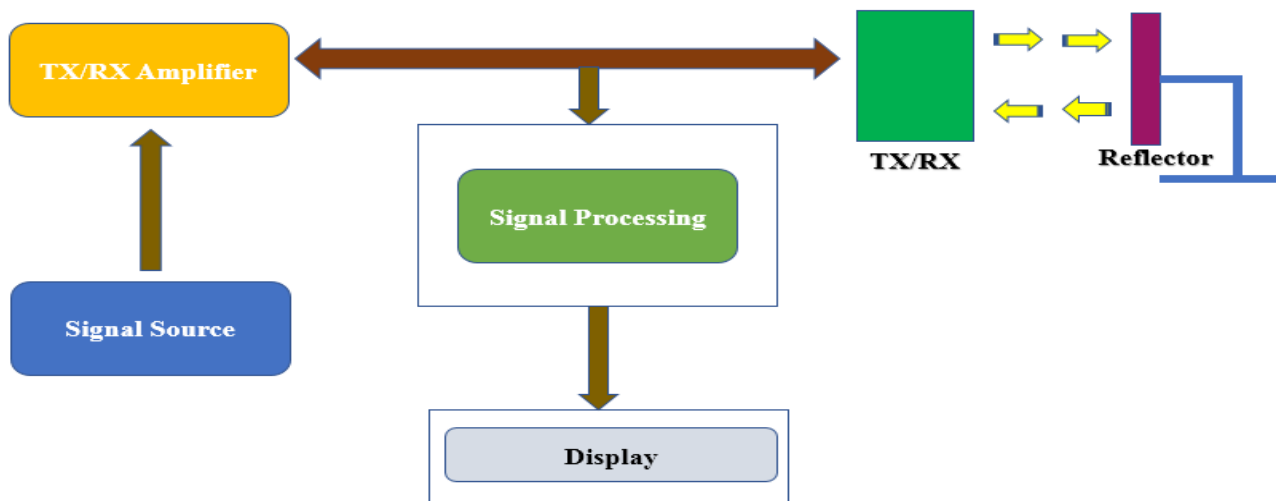 TX/RX Amplifier
TX/RX
Reflector
Signal Processing
Signal Source
Display